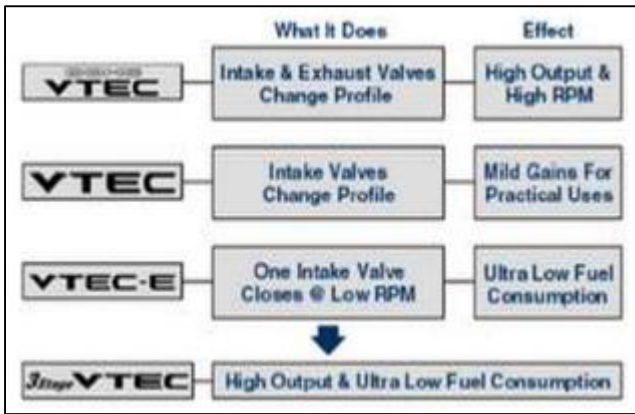 What It Does
Effect
DOHC
VTEC
Intake & Exhaust Valves
Change Profile
High Output &
High RPM
VTEC
Intake Valves
Change Profile
Mild Gains For
Practical Uses
VTEC-E
One Intake Valve
Closes @ Low RPM
Ultra Low Fuel
Consumption
3Stage VTEC
High Output & Ultra Low Fuel Consumption